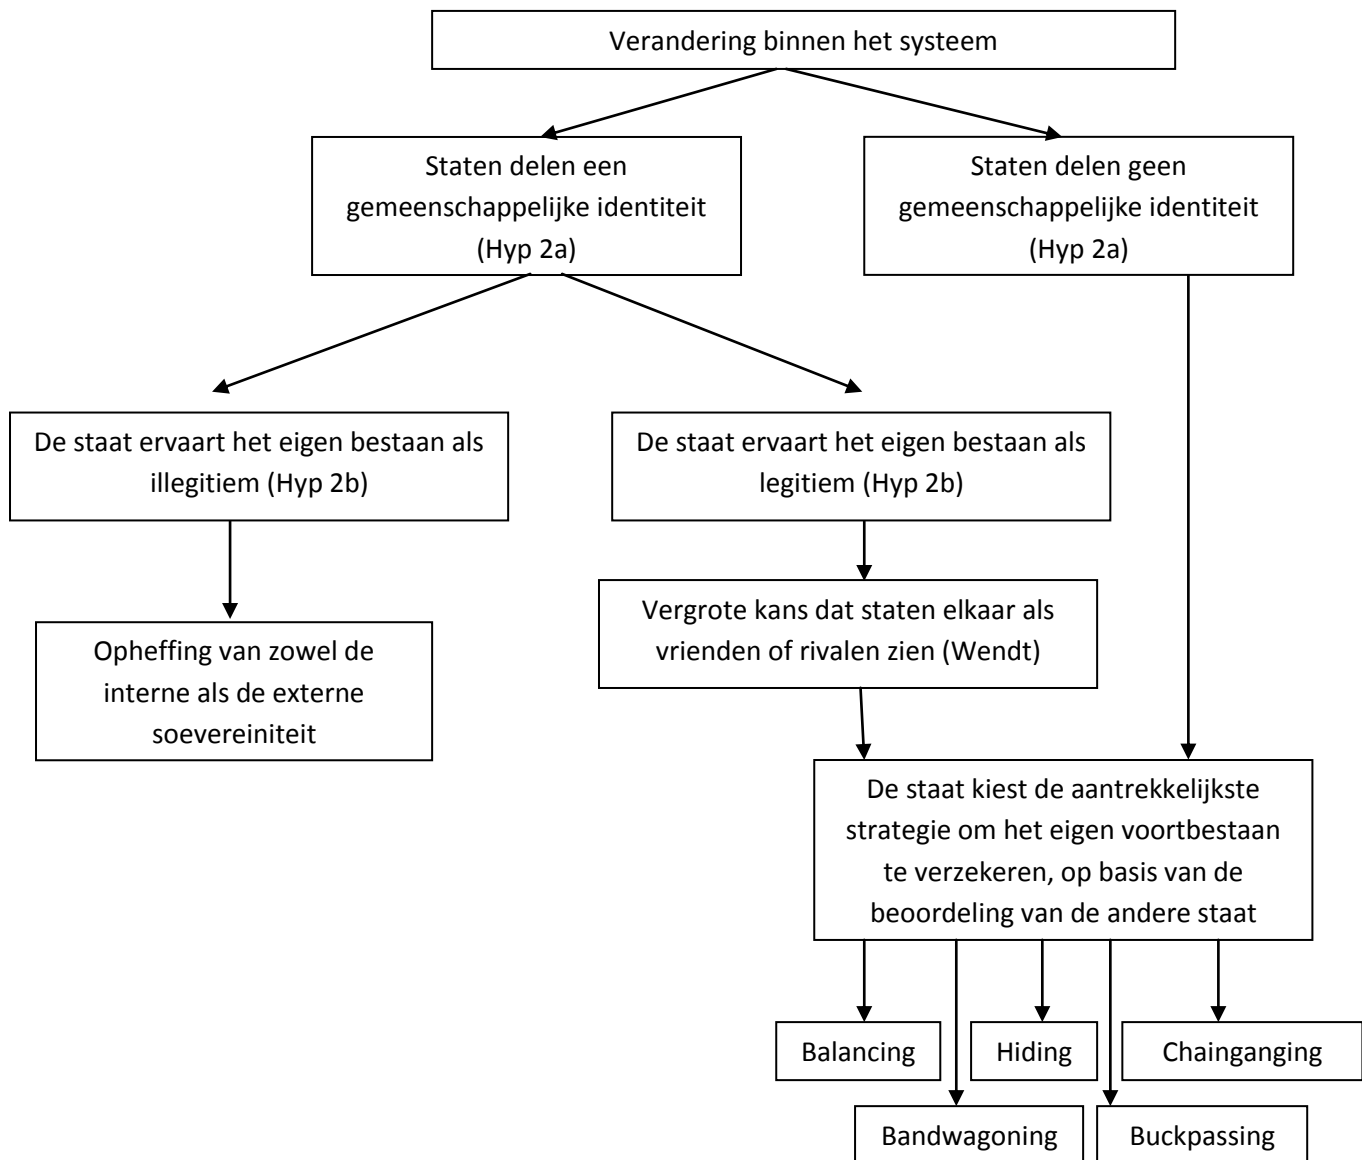 Verandering binnen het systeem
Staten delen een
gemeenschappelijke identiteit
(Hyp 2a)
Staten delen geen
gemeenschappelijke identiteit
(Hyp 2a)
De staat ervaart het eigen bestaan als
illegitiem (Hyp 2b)
De staat ervaart het eigen bestaan als
legitiem (Hyp 2b)
Vergrote kans dat staten elkaar als
vrienden of rivalen zien (Wendt)
Opheffing van zowel de
interne als de externe
soevereiniteit
De staat kiest de aantrekkelijkste
strategie om het eigen voortbestaan
te verzekeren, op basis van de
beoordeling van de andere staat
Balancing
Hiding
Chainganging
Bandwagoning
Buckpassing